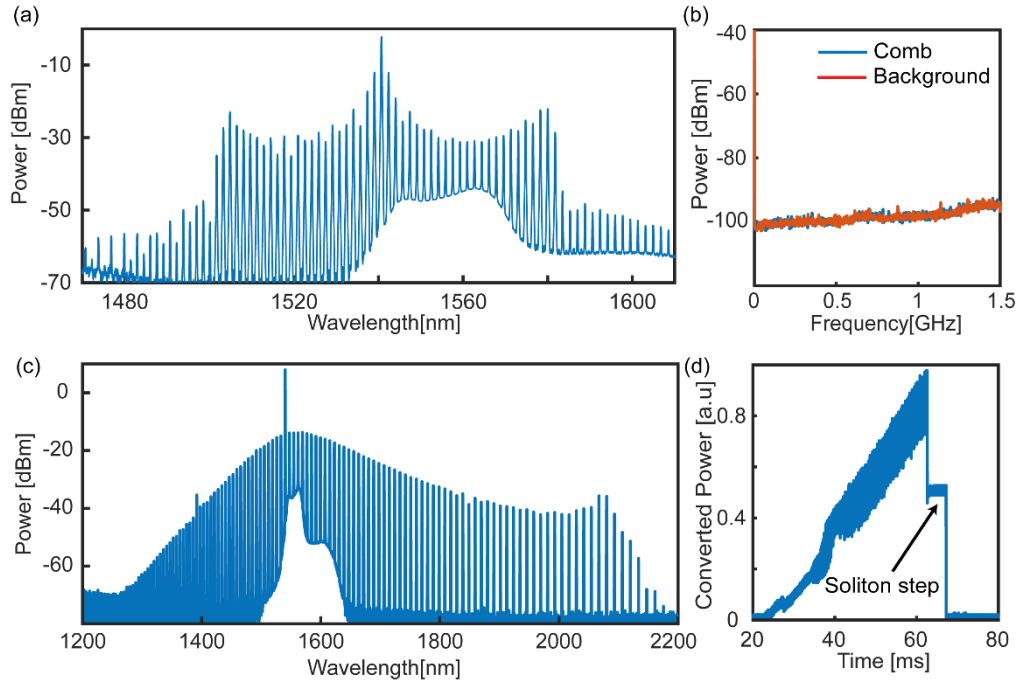 (a)
Power [dBm]
-10
-30
-50
-70
1480
1520
1560
1600
Wavelength[nm]
(b)
Power [dBm]
-40
-60
-80
-100
Comb
Background
0
0.5
1
1.5
Frequency[GHz]
(c)
Power [dBm]
0
-20
-40
-60
1200
1400
1600
1800
2000
2200
Wavelength[nm]
(d)
Converted Power [a.u]
0.8
0.4
0
Soliton step
20
40
60
80
Time [ms]